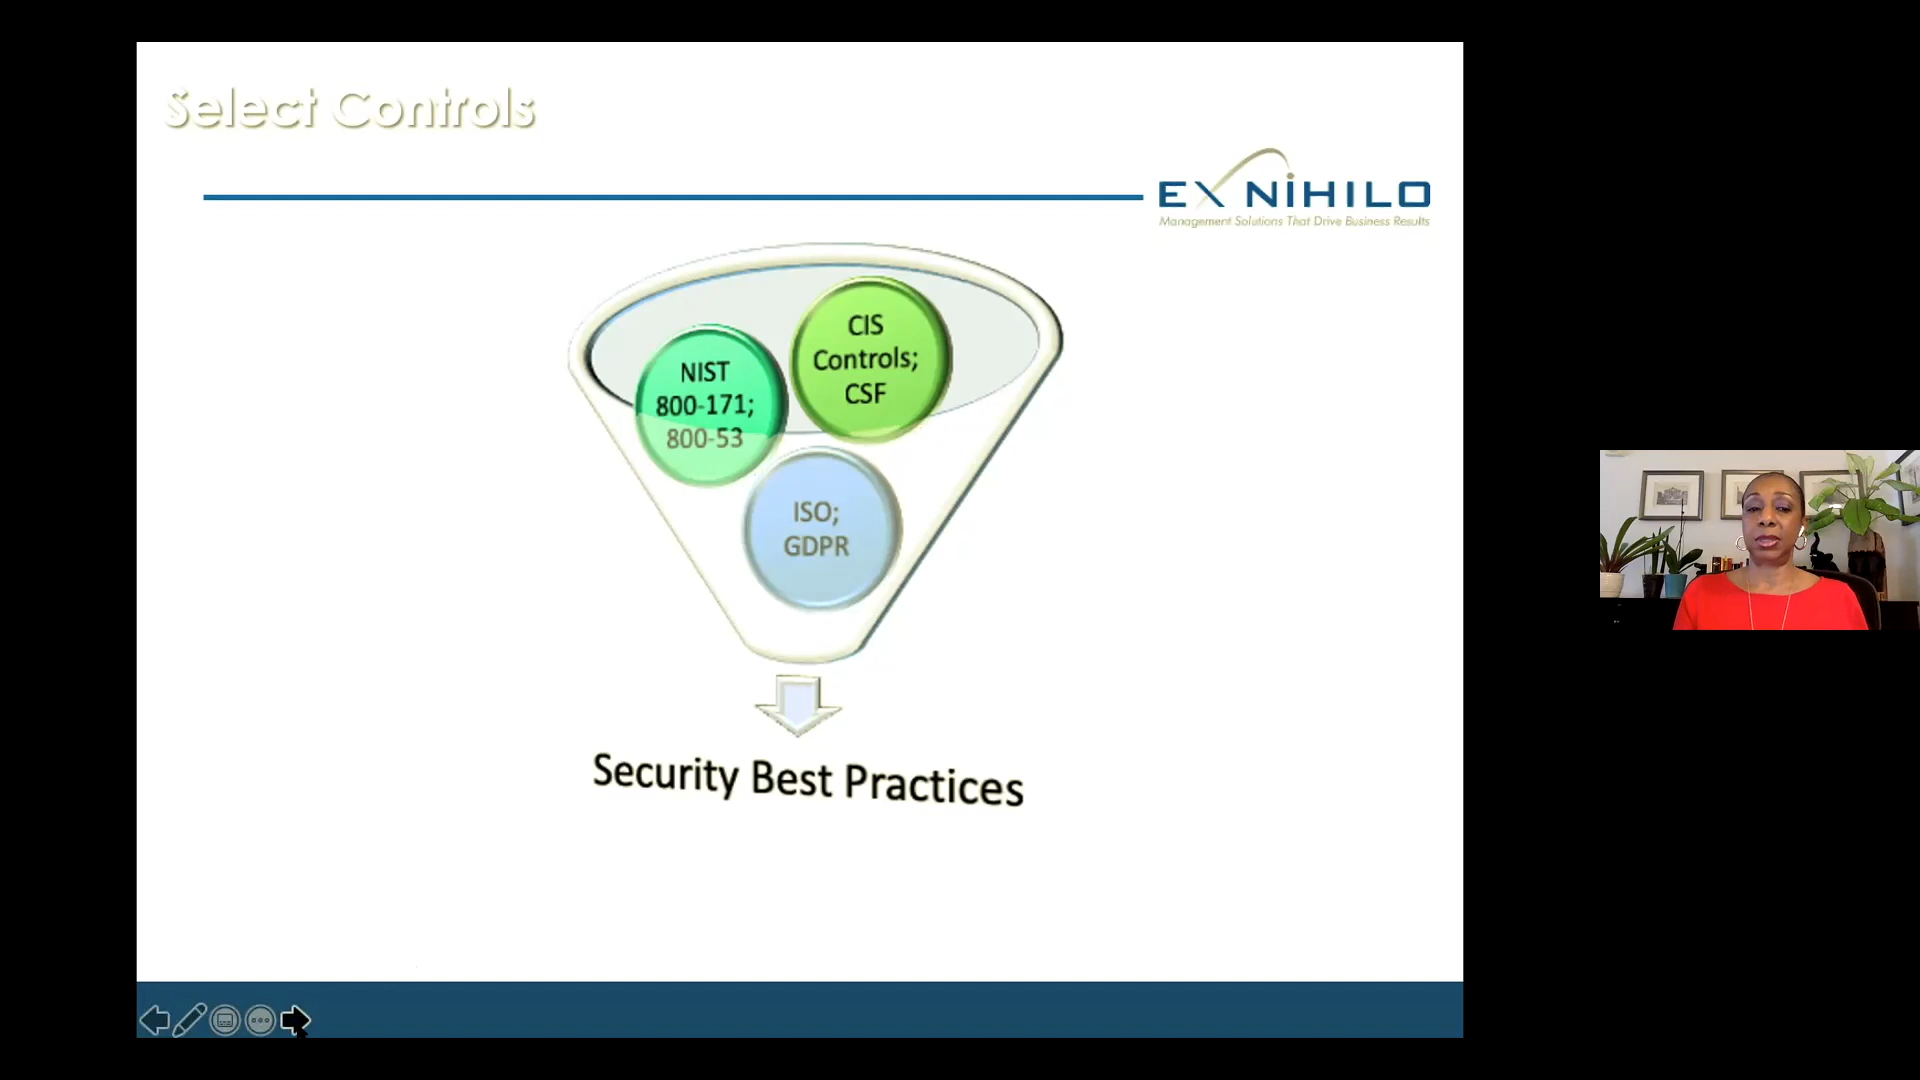 Select Controls
EX NIHILO
Management Solutions That Drive Business Results
CIS
Controls;
CSF
NIST
800-171;
800-53
ISO;
GDPR
Security Best Practices